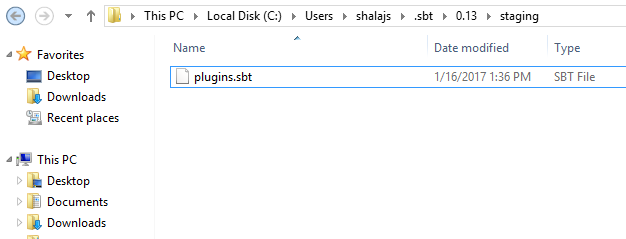 This PC Local Disk (C:) Users shalajs .sbt 0.13 staging
Favorites
Desktop
Downloads
Recent places
This PC
Desktop
Documents
Downloads
Name Date modified Type
plugins.sbt 1/16/2017 1:36 PM SBT File